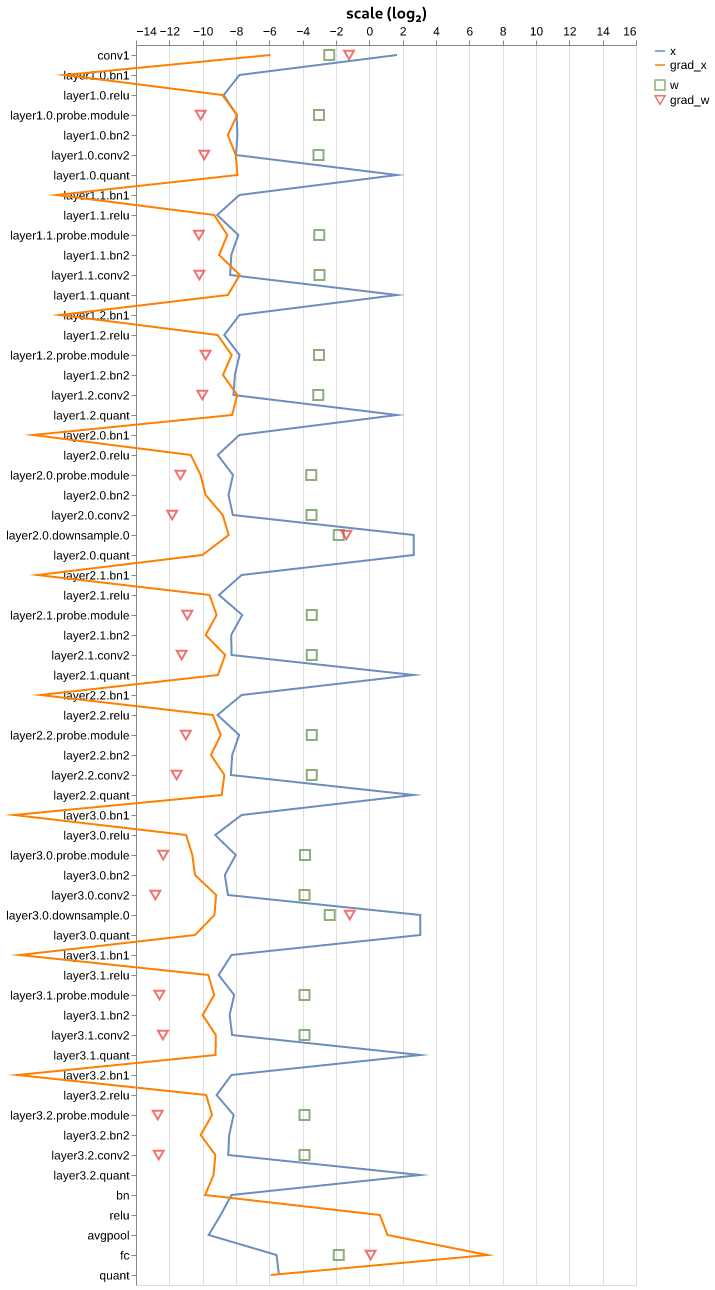 scale (log₂)
−14 −12 −10 −8 −6 −4 −2 0 2 4 6 8 10 12 14 16
x
grad_x
w
grad_w
conv1
layer1.0.bn1
layer1.0.relu
layer1.0.probe.module
layer1.0.bn2
layer1.0.conv2
layer1.0.quant
layer1.1.bn1
layer1.1.relu
layer1.1.probe.module
layer1.1.bn2
layer1.1.conv2
layer1.1.quant
layer1.2.bn1
layer1.2.relu
layer1.2.probe.module
layer1.2.bn2
layer1.2.conv2
layer1.2.quant
layer2.0.bn1
layer2.0.relu
layer2.0.probe.module
layer2.0.bn2
layer2.0.conv2
layer2.0.downsample.0
layer2.0.quant
layer2.1.bn1
layer2.1.relu
layer2.1.probe.module
layer2.1.bn2
layer2.1.conv2
layer2.1.quant
layer2.2.bn1
layer2.2.relu
layer2.2.probe.module
layer2.2.bn2
layer2.2.conv2
layer2.2.quant
layer3.0.bn1
layer3.0.relu
layer3.0.probe.module
layer3.0.bn2
layer3.0.conv2
layer3.0.downsample.0
layer3.0.quant
layer3.1.bn1
layer3.1.relu
layer3.1.probe.module
layer3.1.bn2
layer3.1.conv2
layer3.1.quant
layer3.2.bn1
layer3.2.relu
layer3.2.probe.module
layer3.2.bn2
layer3.2.conv2
layer3.2.quant
bn
relu
avgpool
fc
quant